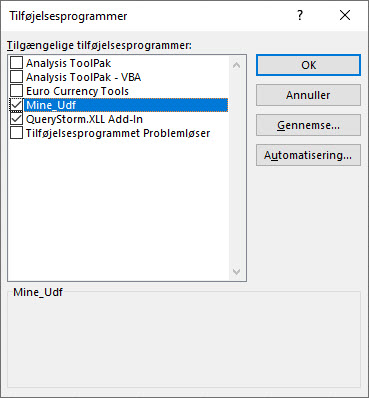 Tilføjelsesprogrammer
Tilgængelige tilføjelsesprogrammer:
Analysis ToolPak
Analysis ToolPak - VBA
Euro Currency Tools
Mine_Udf
QueryStorm.XLL Add-In
Tilføjelsesprogrammet Problemløser
OK
Annuller
Gennemse...
Automatisering...
Mine_Udf